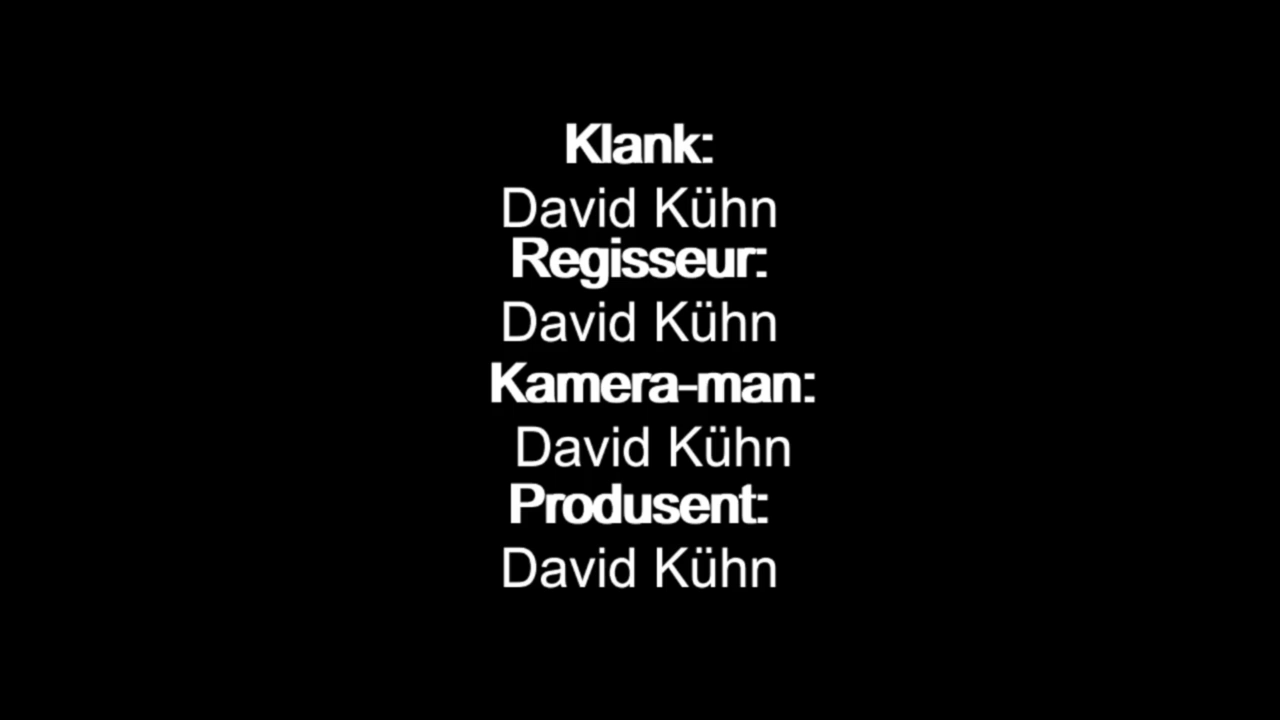 Klank:
David Kühn
Regisseur:
David Kühn
Kamera-man:
David Kühn
Produsent:
David Kühn